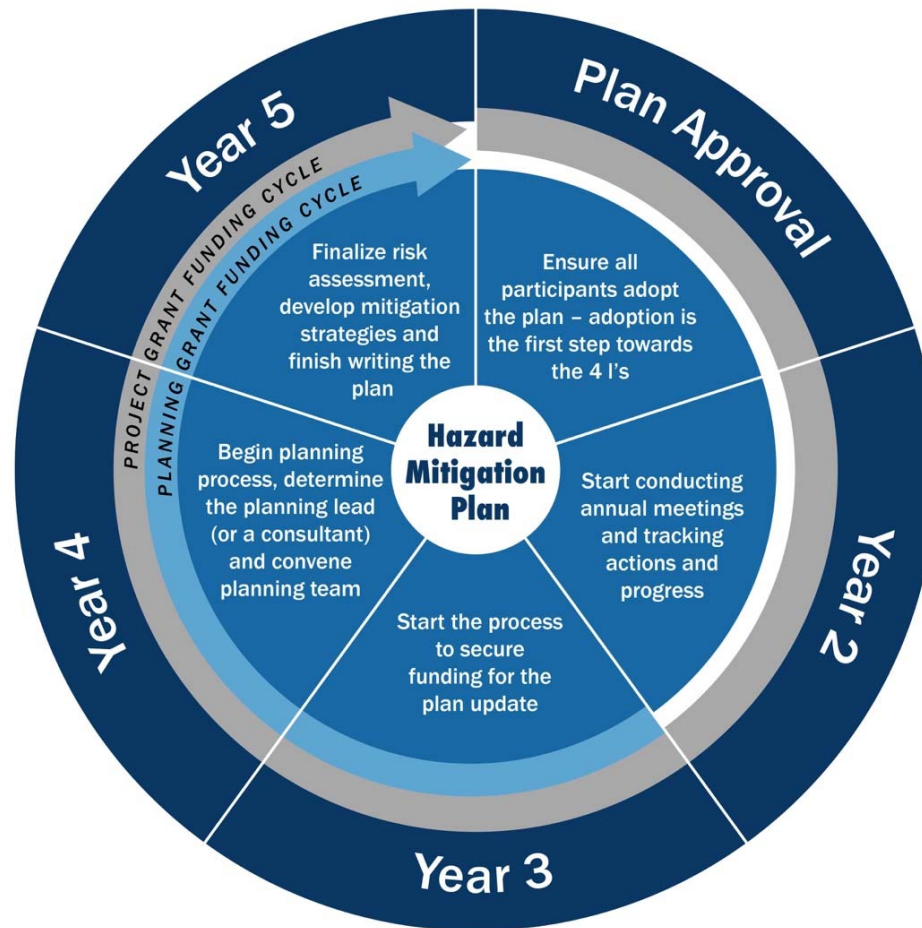 Plan Approval
Ensure all
participants adopt
the plan – adoption is
the first step towards
the 4 I's
Year 2
Start conducting
annual meetings
and tracking
actions and
progress
Year 3
Start the process
to secure
funding for the
plan update
Year 4
Begin planning
process, determine
the planning lead
(or a consultant)
and convene
planning team
Year 5
Finalize risk
assessment,
develop mitigation
strategies and
finish writing the
plan
PROJECT GRANT FUNDING CYCLE
PLANNING GRANT FUNDING CYCLE
Hazard
Mitigation
Plan